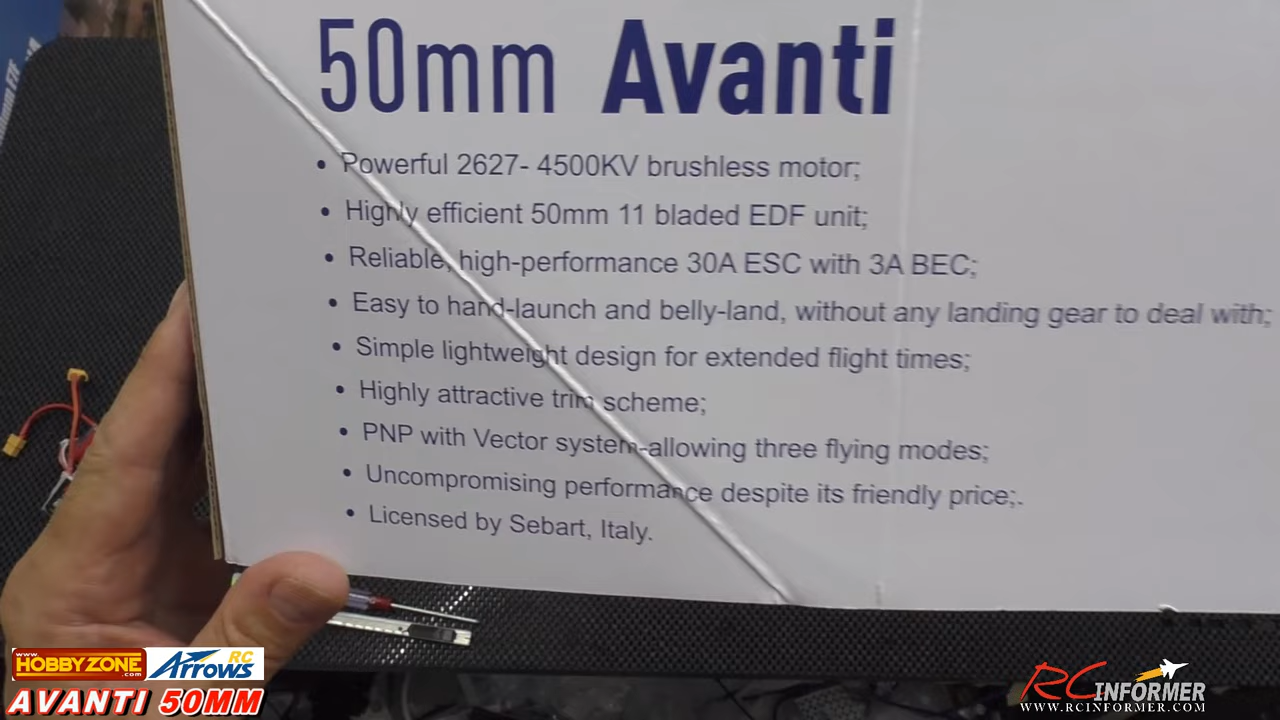 50mm Avanti
• Powerful 2627- 4500KV brushless motor;
• Highly efficient 50mm 11 bladed EDF unit;
• Reliable, high-performance 30A ESC with 3A BEC;
• Easy to hand-launch and belly-land, without any landing gear to deal with;
• Simple lightweight design for extended flight times;
• Highly attractive trim scheme;
• PNP with Vector system-allowing three flying modes;
• Uncompromising performance despite its friendly price;.
• Licensed by Sebart, Italy.
www.HOBBYZONE.com ARROWS RC
AVANTI 50MM
RCINFORMER
WWW.RCINFORMER.COM